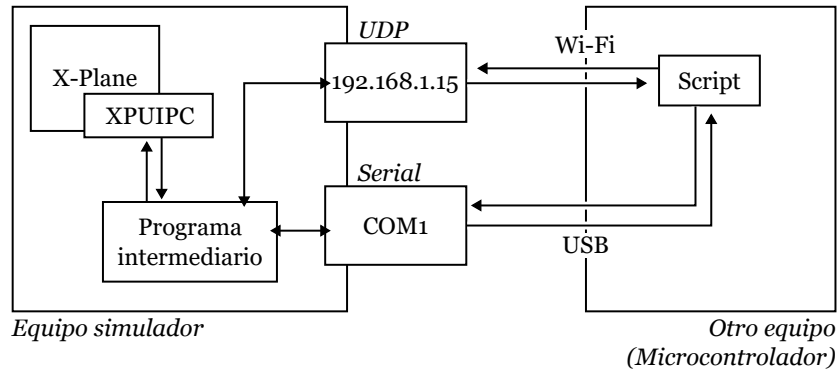 UDP
Wi-Fi
X-Plane
192.168.1.15
Script
XPUIPC
Serial
Programa
intermediario
COM1
USB
Equipo simulador
Otro equipo
(Microcontrolador)